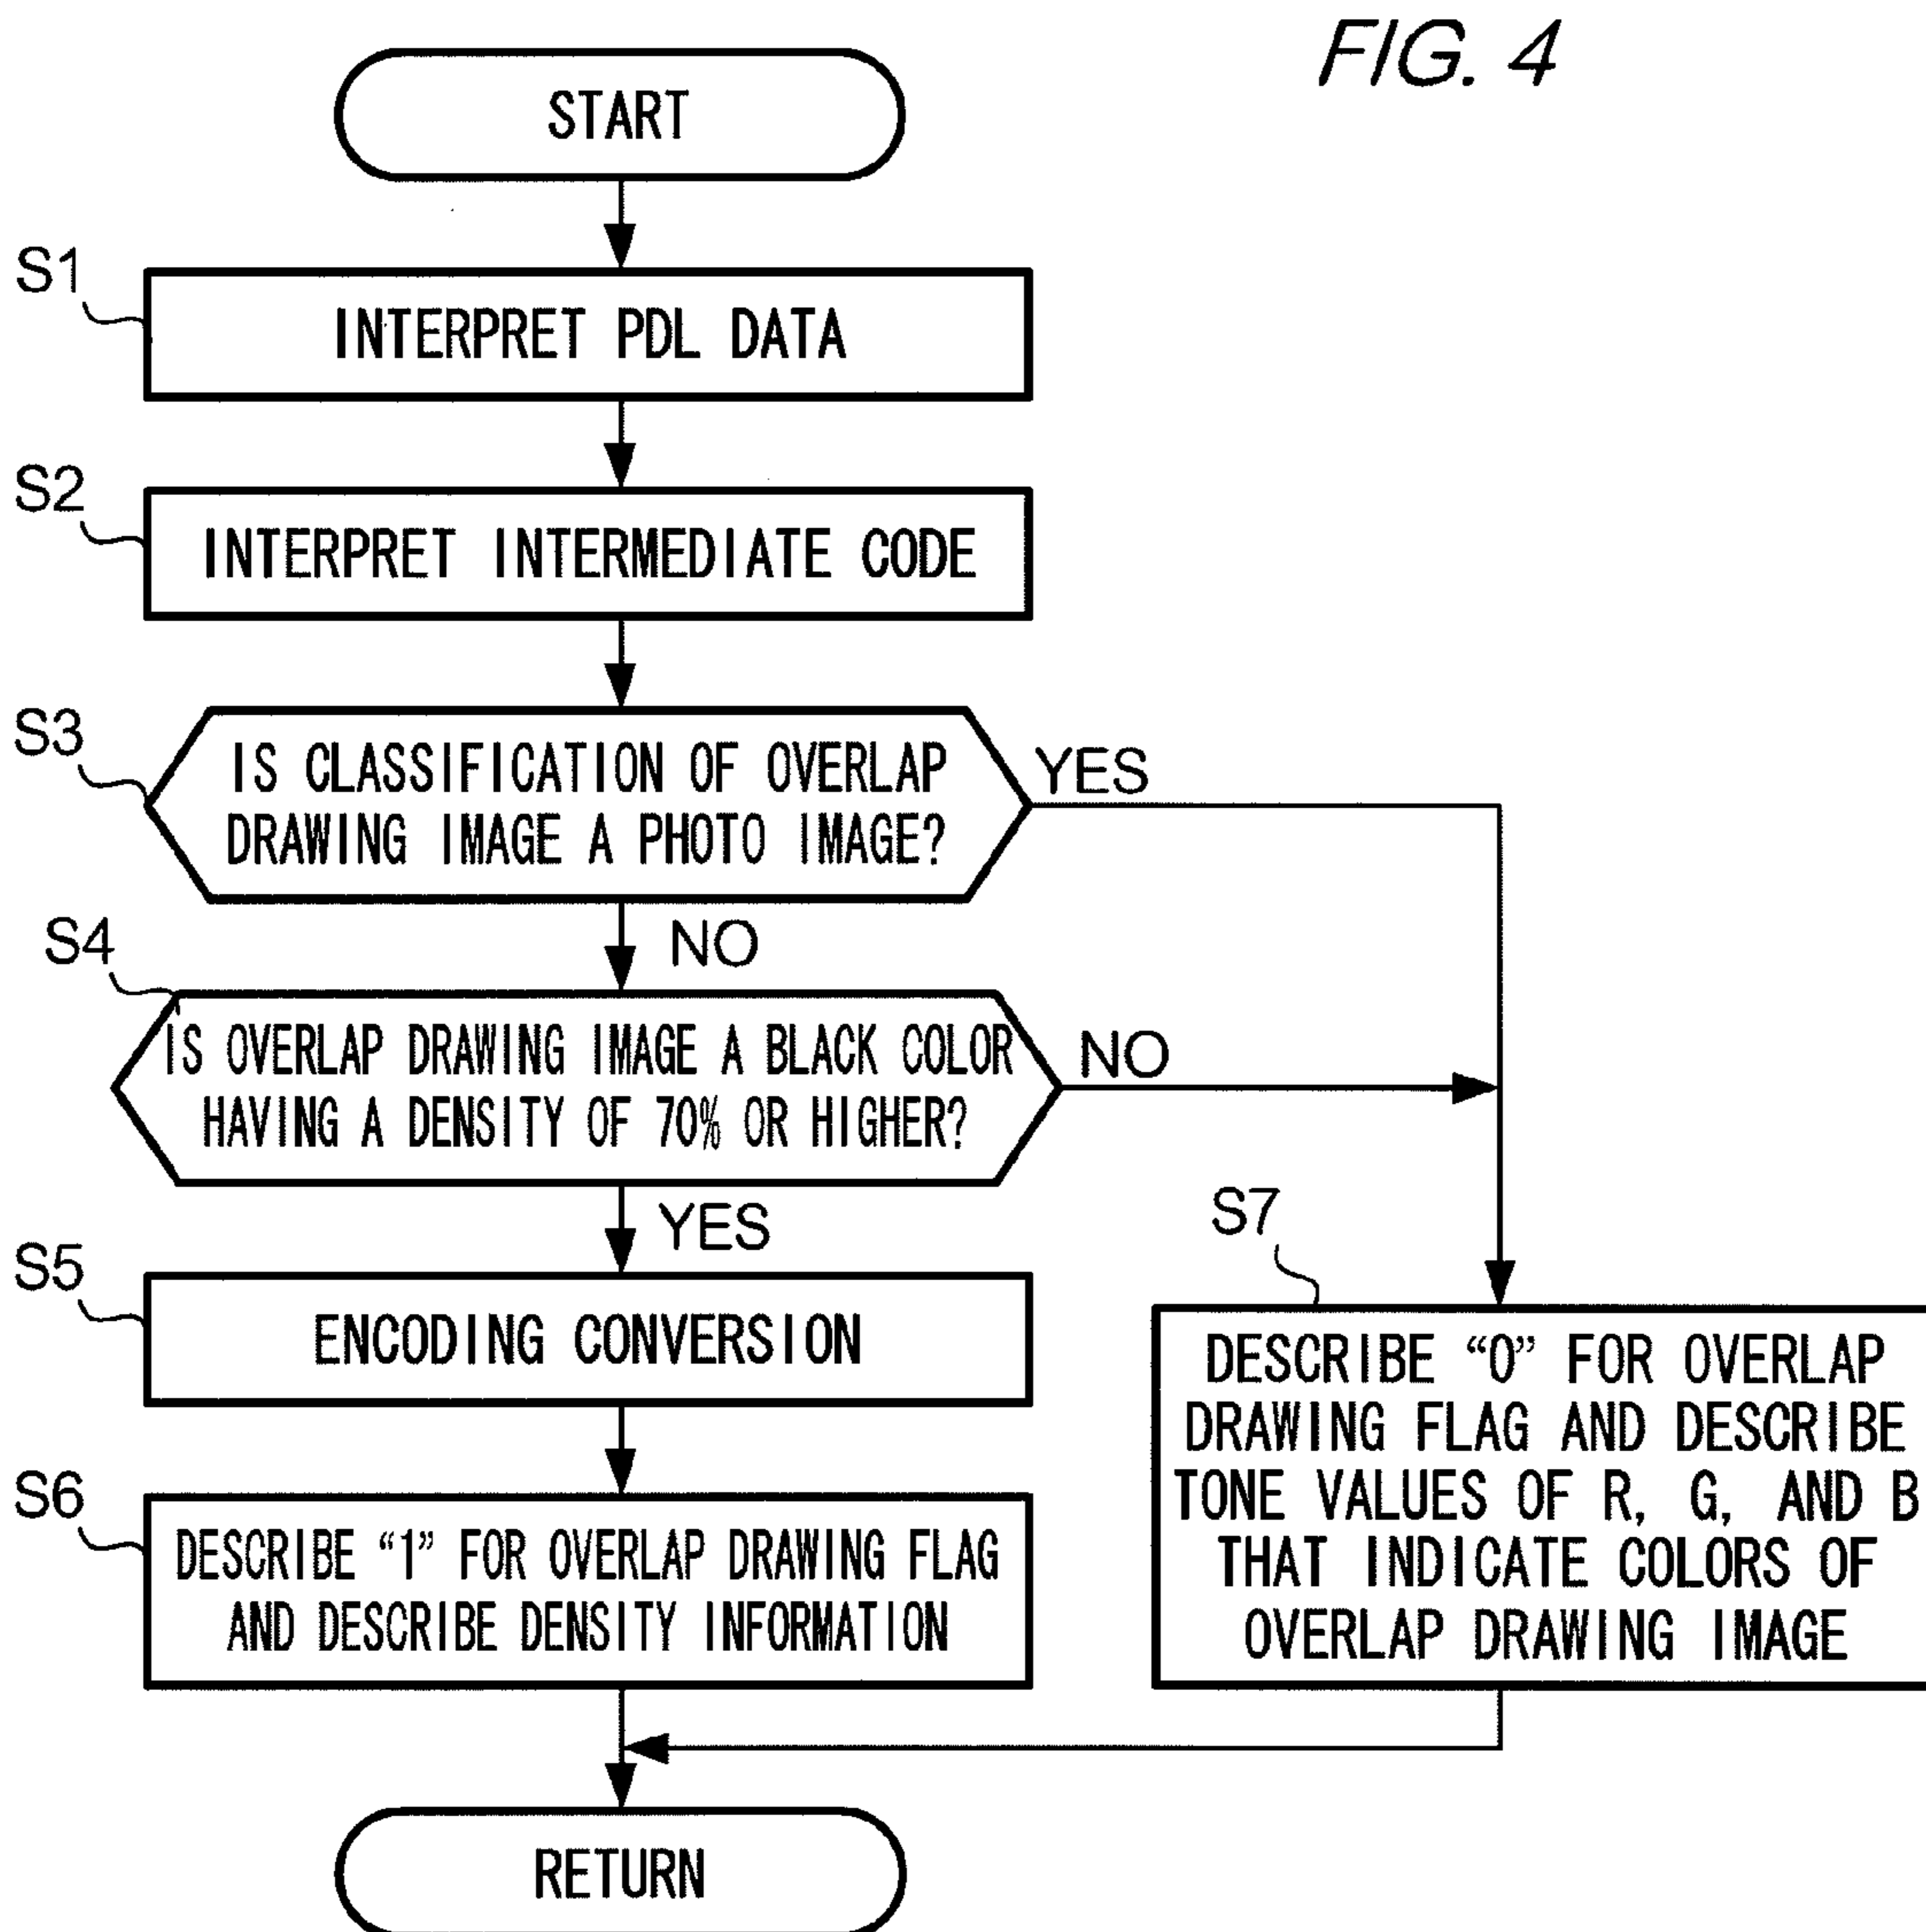 FIG. 4
START
S1
INTERPRET PDL DATA
S2
INTERPRET INTERMEDIATE CODE
S3
IS CLASSIFICATION OF OVERLAP
DRAWING IMAGE A PHOTO IMAGE?
YES
NO
S4
IS OVERLAP DRAWING IMAGE A BLACK COLOR
HAVING A DENSITY OF 70% OR HIGHER?
NO
YES
S5
ENCODING CONVERSION
S6
DESCRIBE “1” FOR OVERLAP DRAWING FLAG
AND DESCRIBE DENSITY INFORMATION
S7
DESCRIBE “0” FOR OVERLAP
DRAWING FLAG AND DESCRIBE
TONE VALUES OF R, G, AND B
THAT INDICATE COLORS OF
OVERLAP DRAWING IMAGE
RETURN